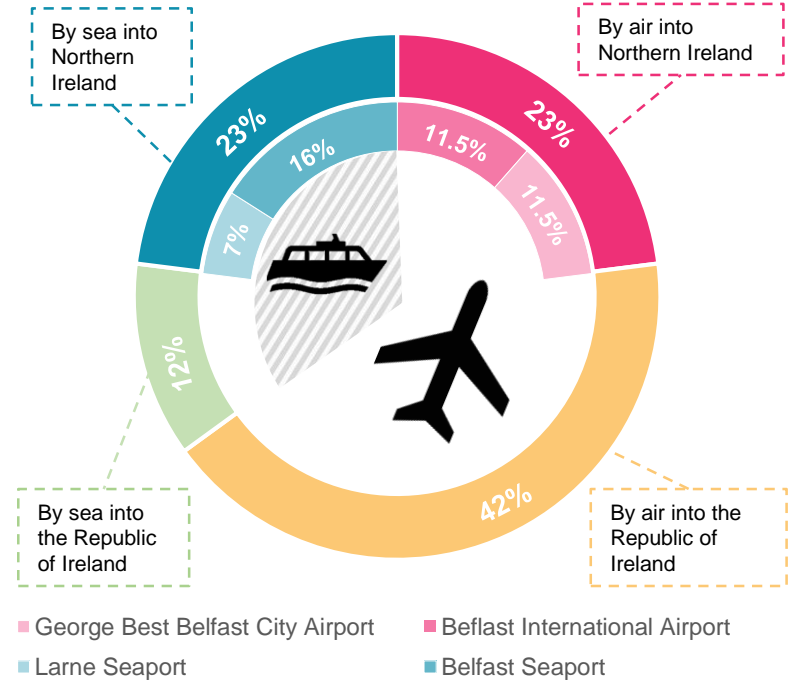 By sea into
Northern
Ireland
By air into
Northern Ireland
23%
23%
16%
11.5%
11.5%
7%
12%
42%
By sea into
the Republic
of Ireland
By air into the
Republic of
Ireland
George Best Belfast City Airport
Beflast International Airport
Larne Seaport
Belfast Seaport